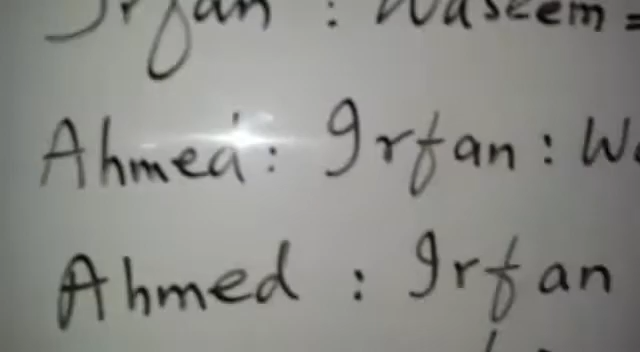 Irfan : Waseem =
Ahmed : Irfan : W
Ahmed : Irfan